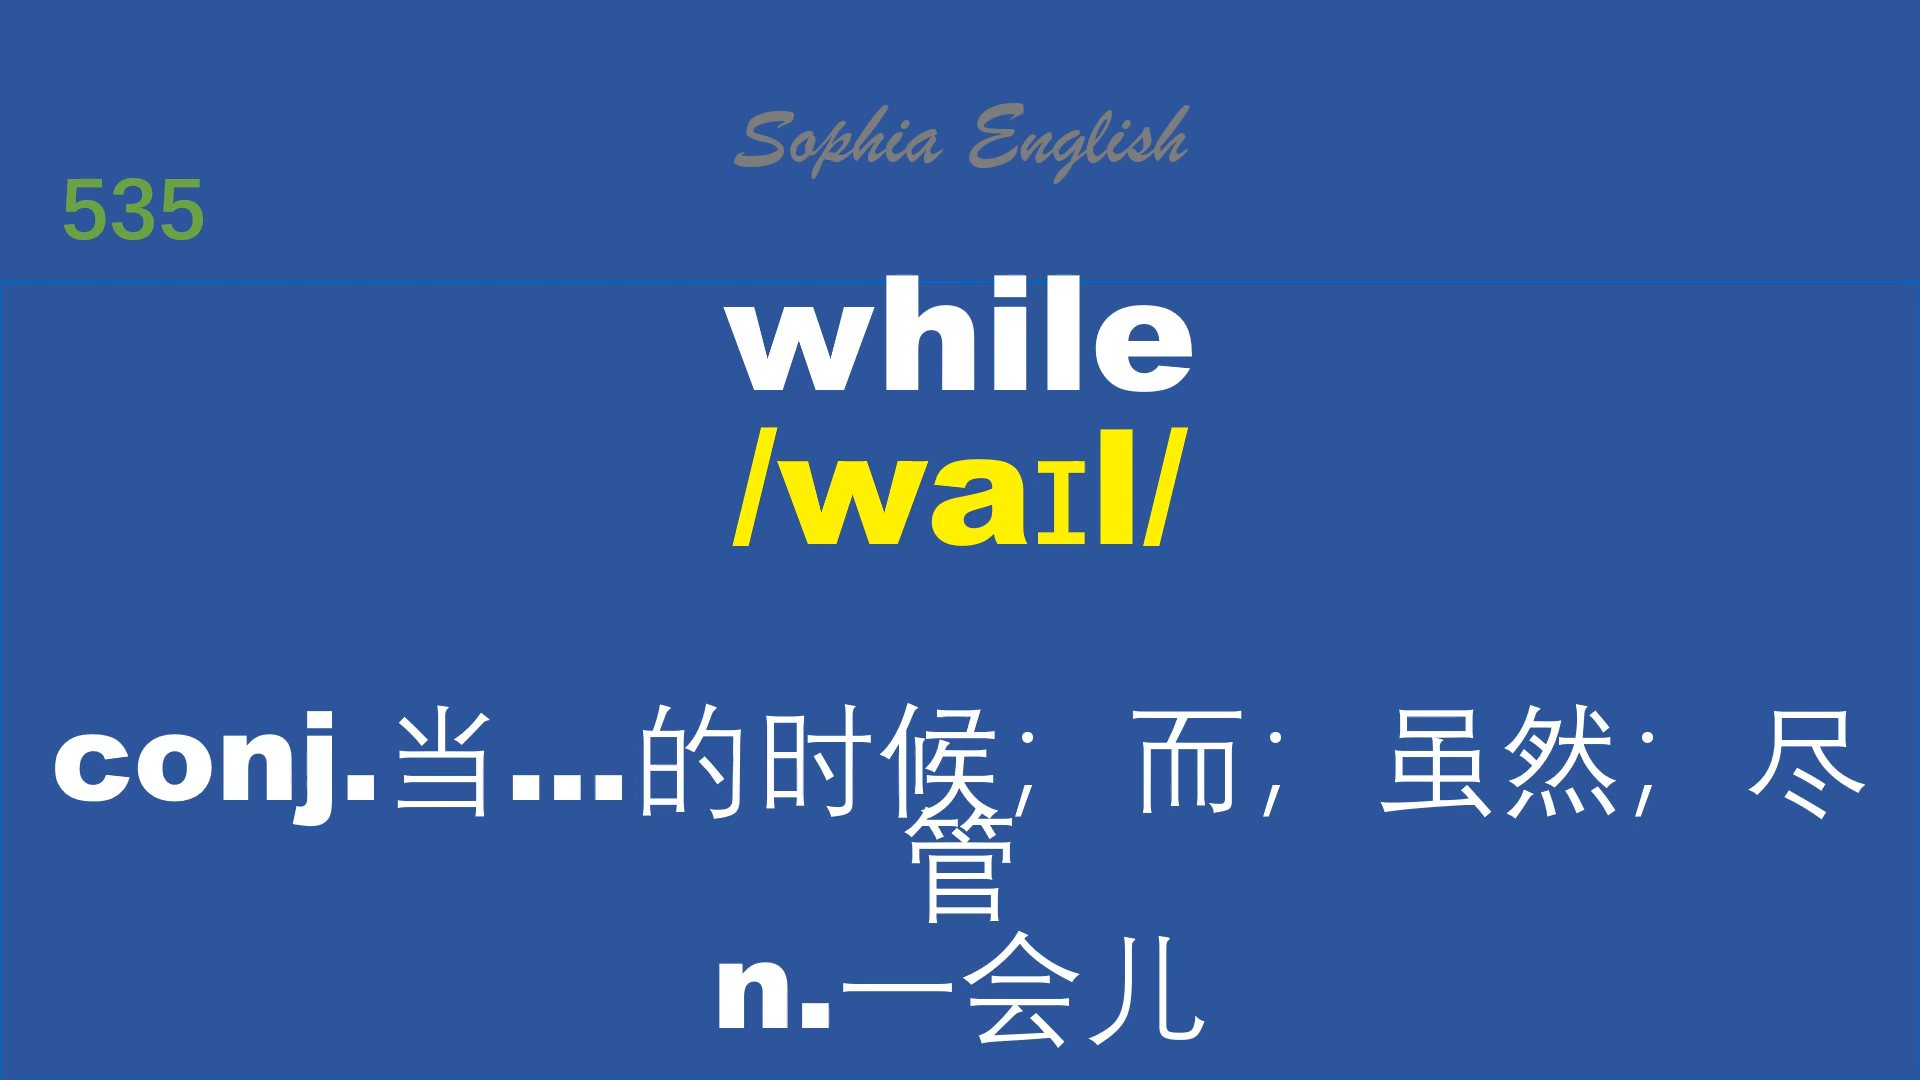 Sophia English
535
while
/waɪl/
conj.当...的时候； 而； 虽然； 尽
管
n.一会儿